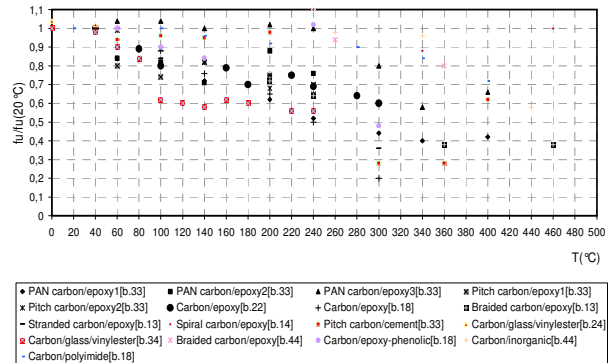 fu/fu(20 ºC)
1,1
1
0,9
0,8
0,7
0,6
0,5
0,4
0,3
0,2
0,1
0
0 20 40 60 80 100 120 140 160 180 200 220 240 260 280 300 320 340 360 380 400 420 440 460 480 500
T(ºC)
PAN carbon/epoxy1[b.33] PAN carbon/epoxy2[b.33] PAN carbon/epoxy3[b.33] Pitch carbon/epoxy1[b.33]
Pitch carbon/epoxy2[b.33] Carbon/epoxy[b.22] Carbon/epoxy[b.18] Braided carbon/epoxy[b.13]
Stranded carbon/epoxy[b.13] Spiral carbon/epoxy[b.14] Pitch carbon/cement[b.33] Carbon/glass/vinylester[b.24]
Carbon/glass/vinylester[b.34] Braided carbon/epoxy[b.44] Carbon/epoxy-phenolic[b.18] Carbon/inorganic[b.44]
Carbon/polyimide[b.18]